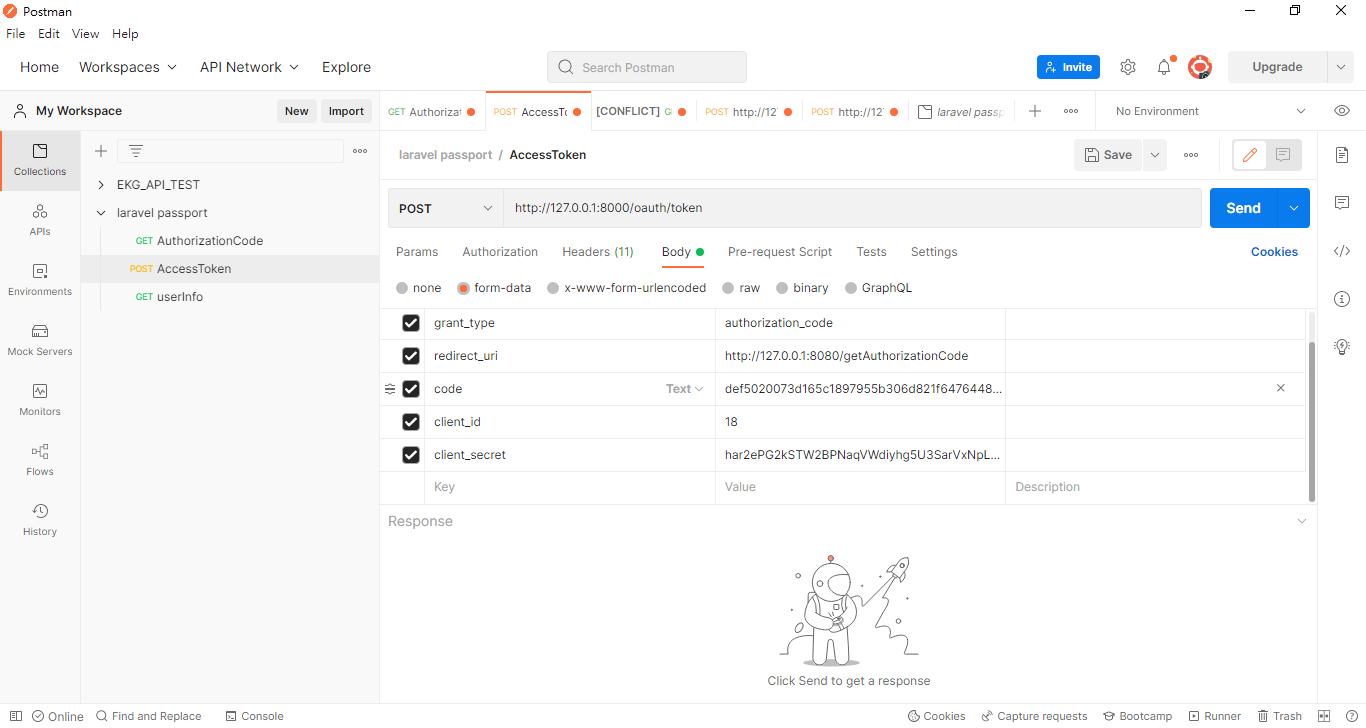 Postman
File Edit View Help
Home Workspaces API Network Explore Search Postman Invite Upgrade
My Workspace New Import
GET Authorizat POST AccessTo [CONFLICT] G POST http://12 POST http://12 laravel passp No Environment
laravel passport / AccessToken Save
Collections
APIs
Environments
Mock Servers
Monitors
Flows
History
EKG_API_TEST
laravel passport
GET AuthorizationCode
POST AccessToken
GET userInfo
POST http://127.0.0.1:8000/oauth/token Send
Params Authorization Headers (11) Body Pre-request Script Tests Settings Cookies
none form-data x-www-form-urlencoded raw binary GraphQL
grant_type authorization_code
redirect_uri http://127.0.0.1:8080/getAuthorizationCode
code Text def5020073d165c1897955b306d821f6476448...
client_id 18
client_secret har2ePG2kSTW2BPNaqVWdiyhg5U3SarVxNpL...
Key Value Description
Response
Click Send to get a response
Online Find and Replace Console Cookies Capture requests Bootcamp Runner Trash